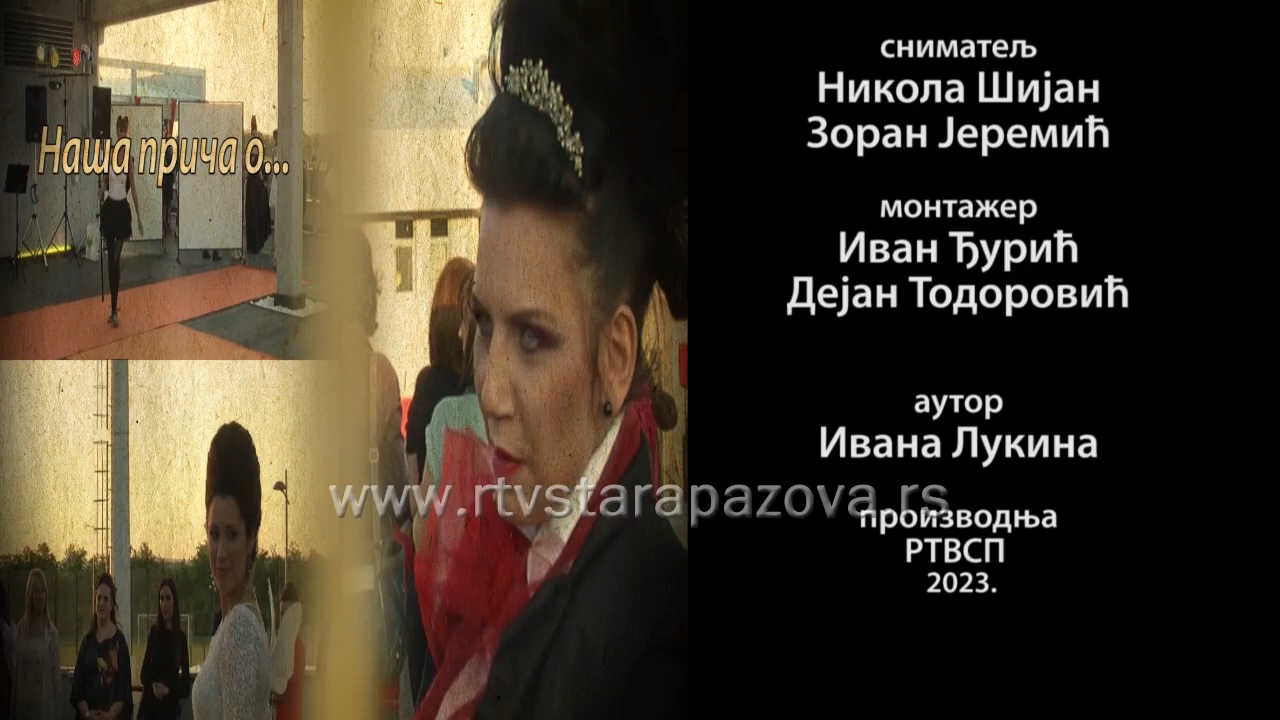 Наша прича о...
сниматељ
Никола Шијан
Зоран Јеремић
монтажер
Иван Ђурић
Дејан Тодоровић
аутор
Ивана Лукина
www.rtvstarapazova.rs
производња
РТВСП
2023.